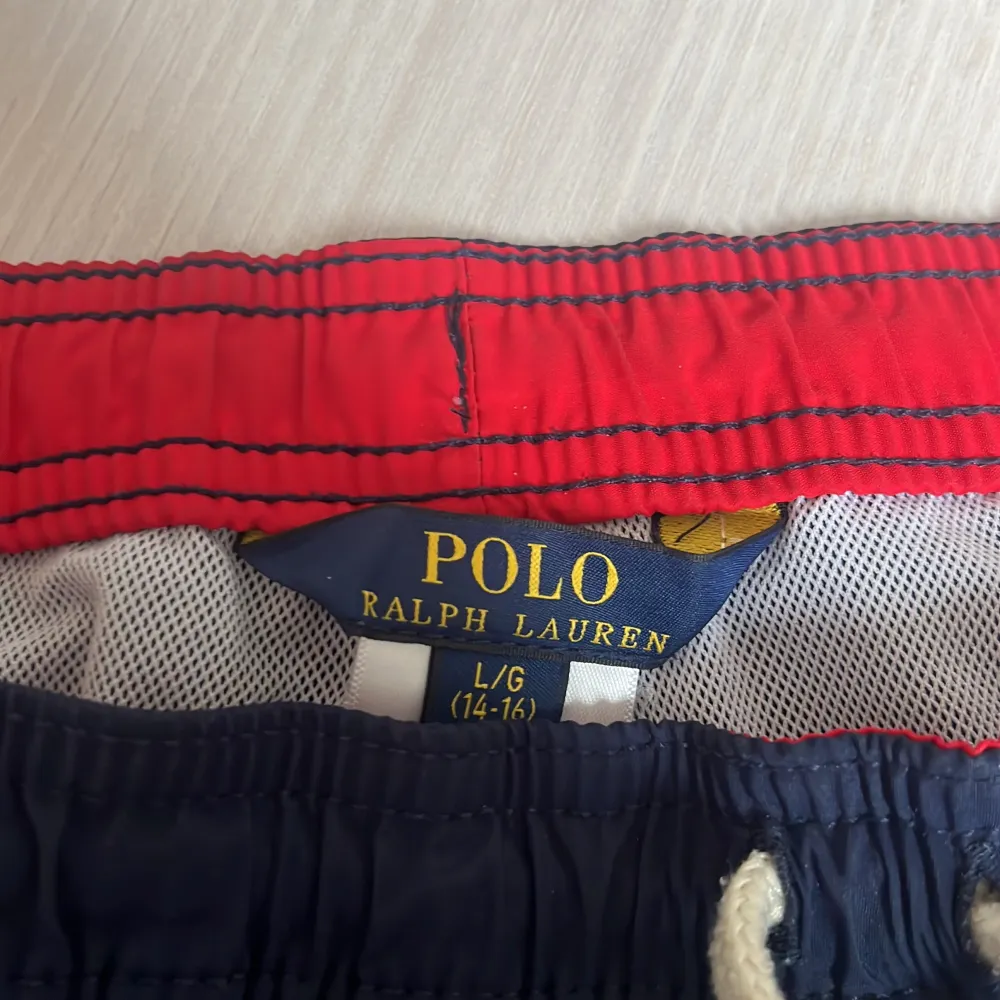 POLO
RALPH LAUREN
L/G
(14-16)